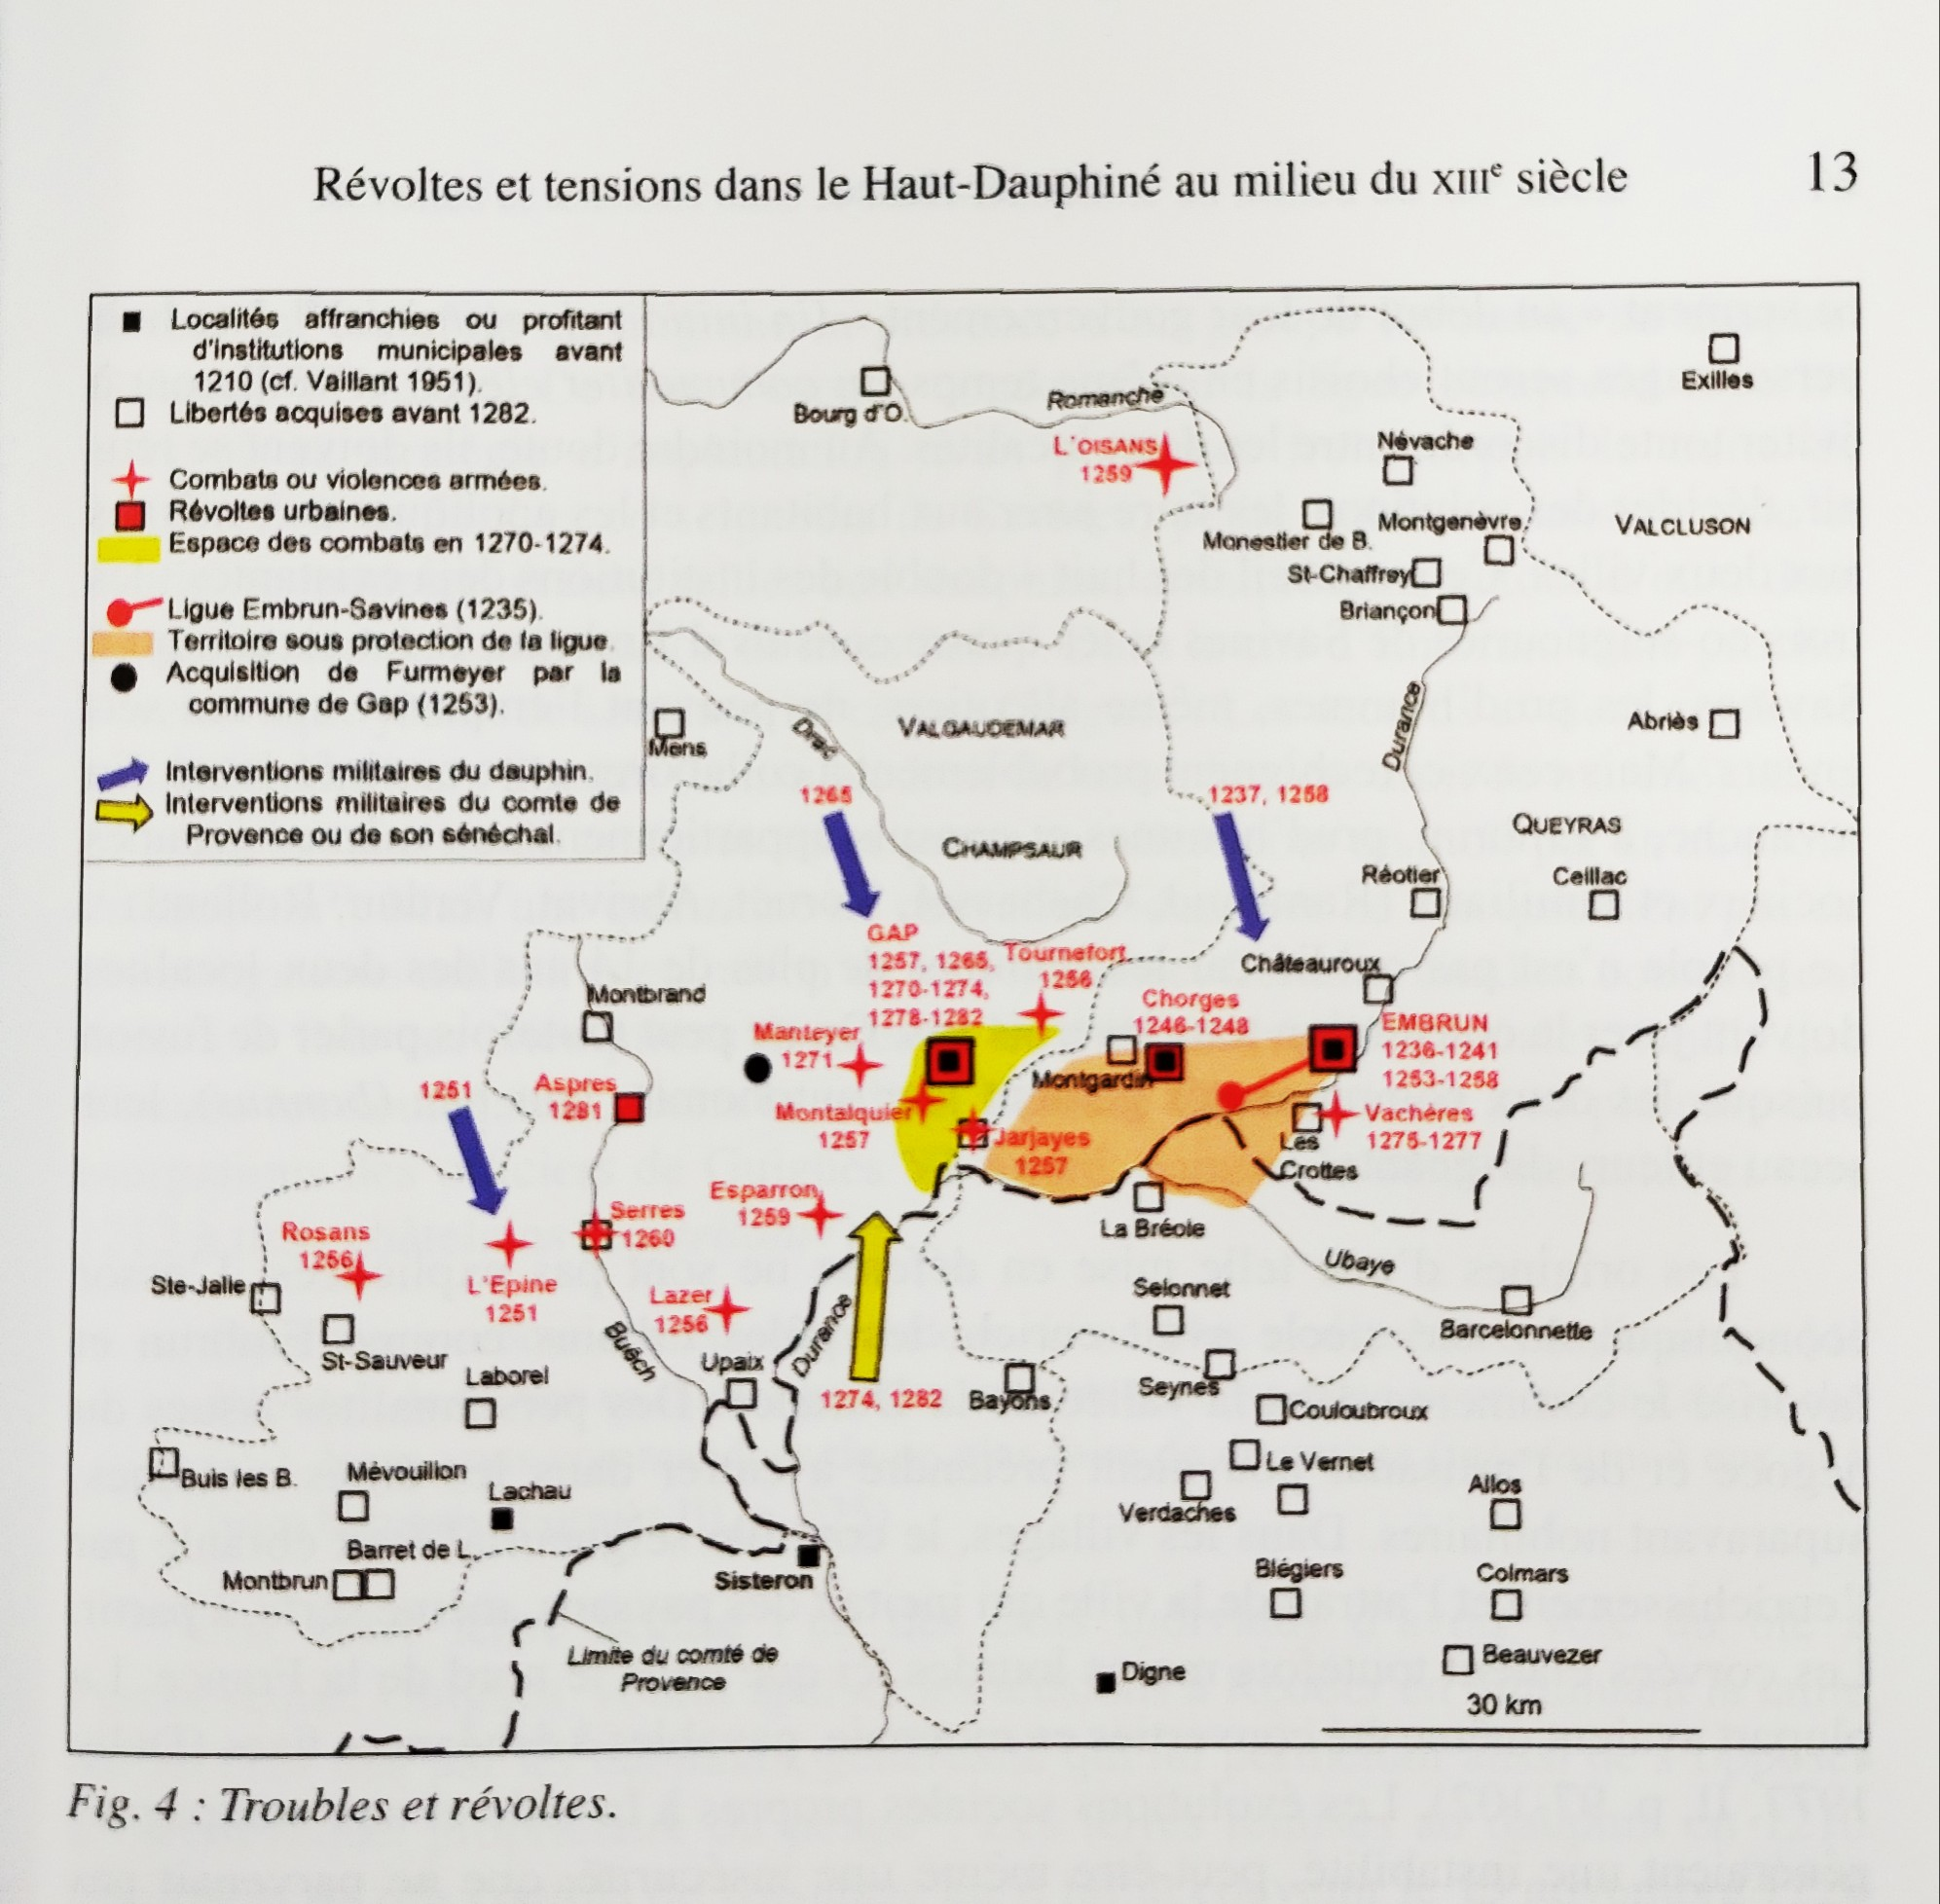 Révoltes et tensions dans le Haut-Dauphiné au milieu du XIIIe siècle 13
Localités affranchies ou profitant
d'institutions municipales avant
1210 (cf. Vaillant 1951).
Libertés acquises avant 1282.
Combats ou violences armées.
Révoltes urbaines.
Espace des combats en 1270-1274.
Ligue Embrun-Savines (1235).
Territoire sous protection de la ligue.
Acquisition de Furmeyer par la
commune de Gap (1253).
Interventions militaires du dauphin.
Interventions militaires du comte de
Provence ou de son sénéchal.
Exilles
Bourg d'O.
Romanche
L'OISANS
1259
Névache
Monestier de B.
Montgenèvre
VALCLUSON
St-Chaffrey
Briançon
Mens
Drac
VALGAUDEMAR
Durance
Abriès
1265
1237, 1258
CHAMPSAUR
QUEYRAS
Réotier
Ceillac
GAP
1257, 1265,
1270-1274,
1278-1282
Tournefort
1256
Châteauroux
Montbrand
Chorges
1246-1248
EMBRUN
1236-1241
1253-1258
Manteyer
1271
Montgardin
1251
Aspres
1281
Montalquier
1257
Jarjayes
1257
Vachères
1275-1277
Les
Crottes
Esparron
1259
Serres
1260
La Bréole
Rosans
1256
Ste-Jalle
L'Epine
1251
Lazer
1256
Ubaye
Selonnet
Barcelonnette
St-Sauveur
Buëch
Upaix
Durance
Laborel
1274, 1282
Bayons
Seynes
Couloubroux
Buis les B.
Mévouillon
Lachau
Le Vernet
Verdaches
Allos
Barret de L.
Montbrun
Sisteron
Blégiers
Colmars
Limite du comté de
Provence
Digne
Beauvezer
30 km
Fig. 4 : Troubles et révoltes.